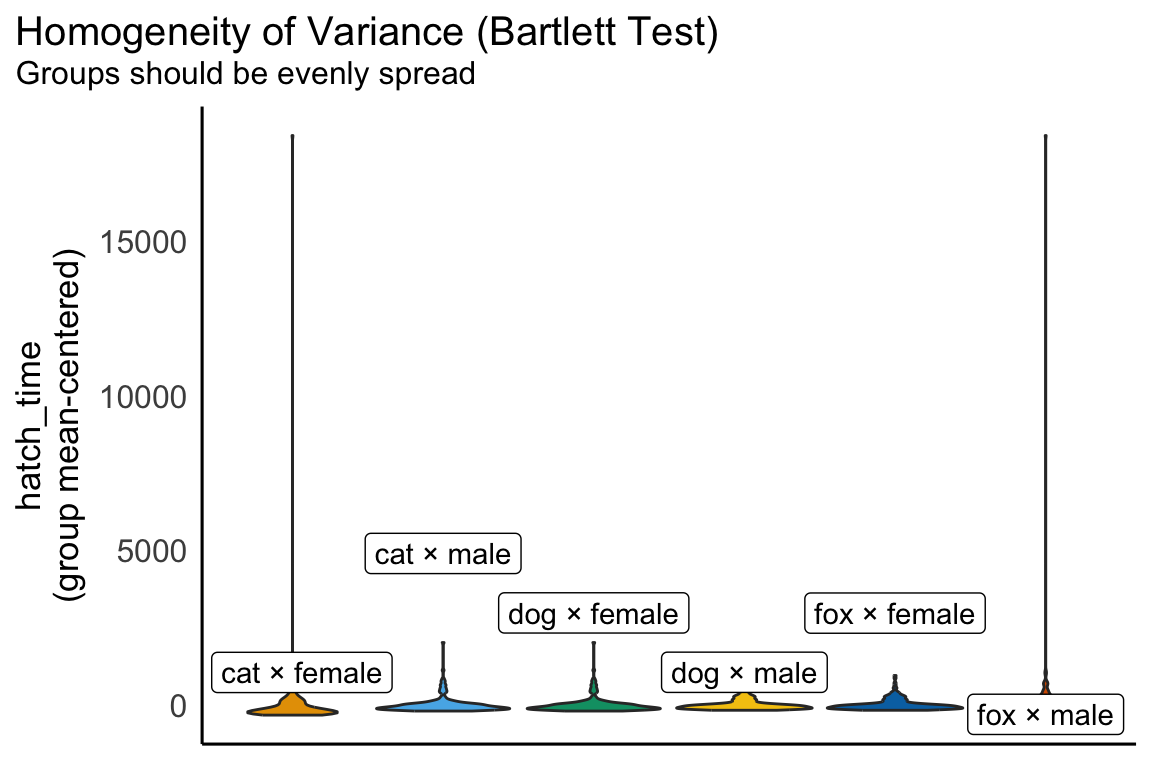 Homogeneity of Variance (Bartlett Test)
Groups should be evenly spread
hatch_time
(group mean-centered)
15000
10000
5000
0
cat × male
dog × female
fox × female
cat × female
dog × male
fox × male